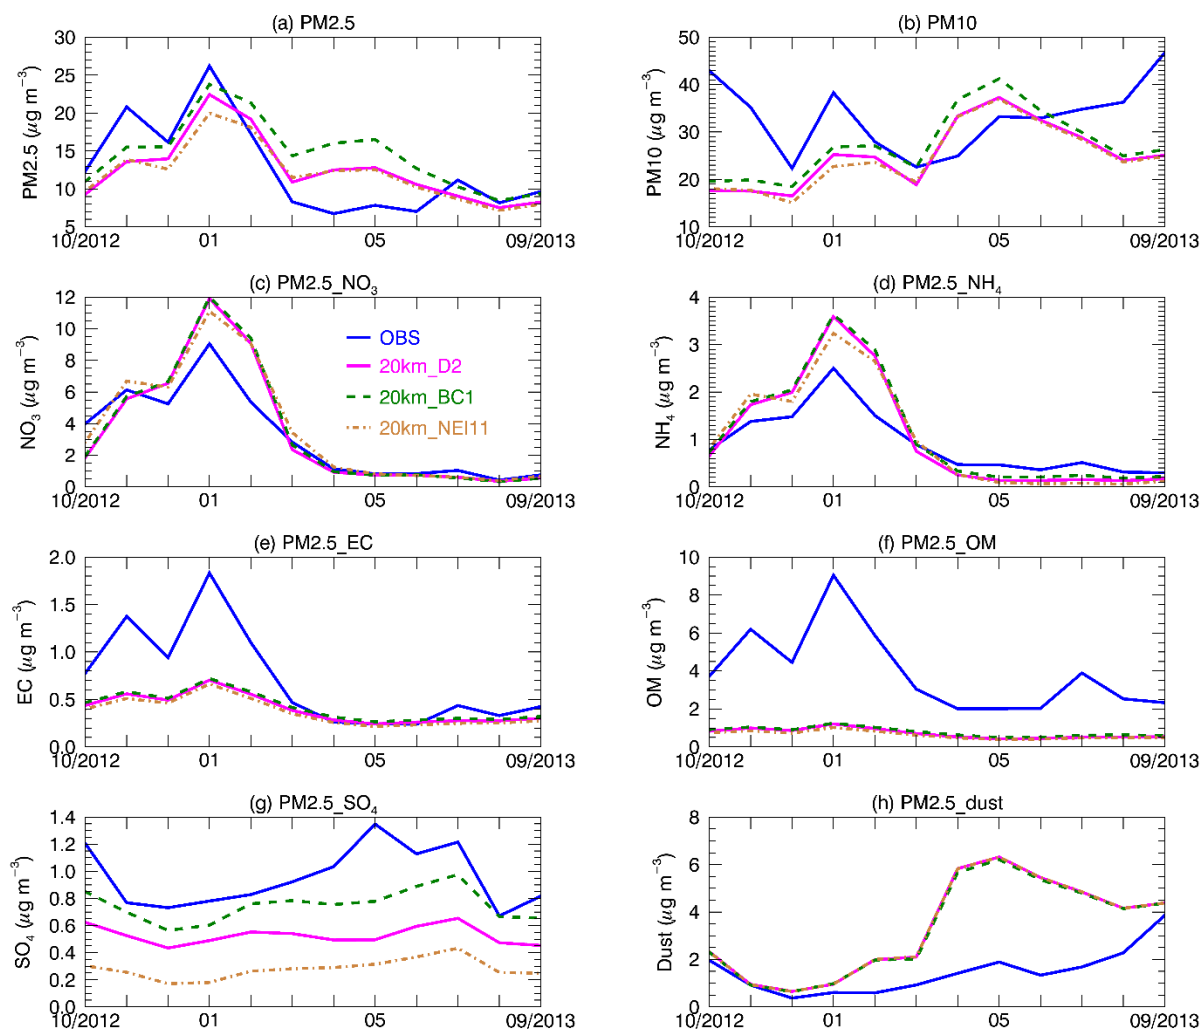 (a) PM2.5
PM2.5 (μg m⁻³)
30
25
20
15
10
5
10/2012 01 05 09/2013
(b) PM10
PM10 (μg m⁻³)
50
40
30
20
10
10/2012 01 05 09/2013
(c) PM2.5_NO₃
NO₃ (μg m⁻³)
12
10
8
6
4
2
0
OBS
20km_D2
20km_BC1
20km_NEI11
10/2012 01 05 09/2013
(d) PM2.5_NH₄
NH₄ (μg m⁻³)
4
3
2
1
0
10/2012 01 05 09/2013
(e) PM2.5_EC
EC (μg m⁻³)
2.0
1.5
1.0
0.5
0.0
10/2012 01 05 09/2013
(f) PM2.5_OM
OM (μg m⁻³)
10
8
6
4
2
0
10/2012 01 05 09/2013
(g) PM2.5_SO₄
SO₄ (μg m⁻³)
1.4
1.2
1.0
0.8
0.6
0.4
0.2
0.0
10/2012 01 05 09/2013
(h) PM2.5_dust
Dust (μg m⁻³)
8
6
4
2
0
10/2012 01 05 09/2013